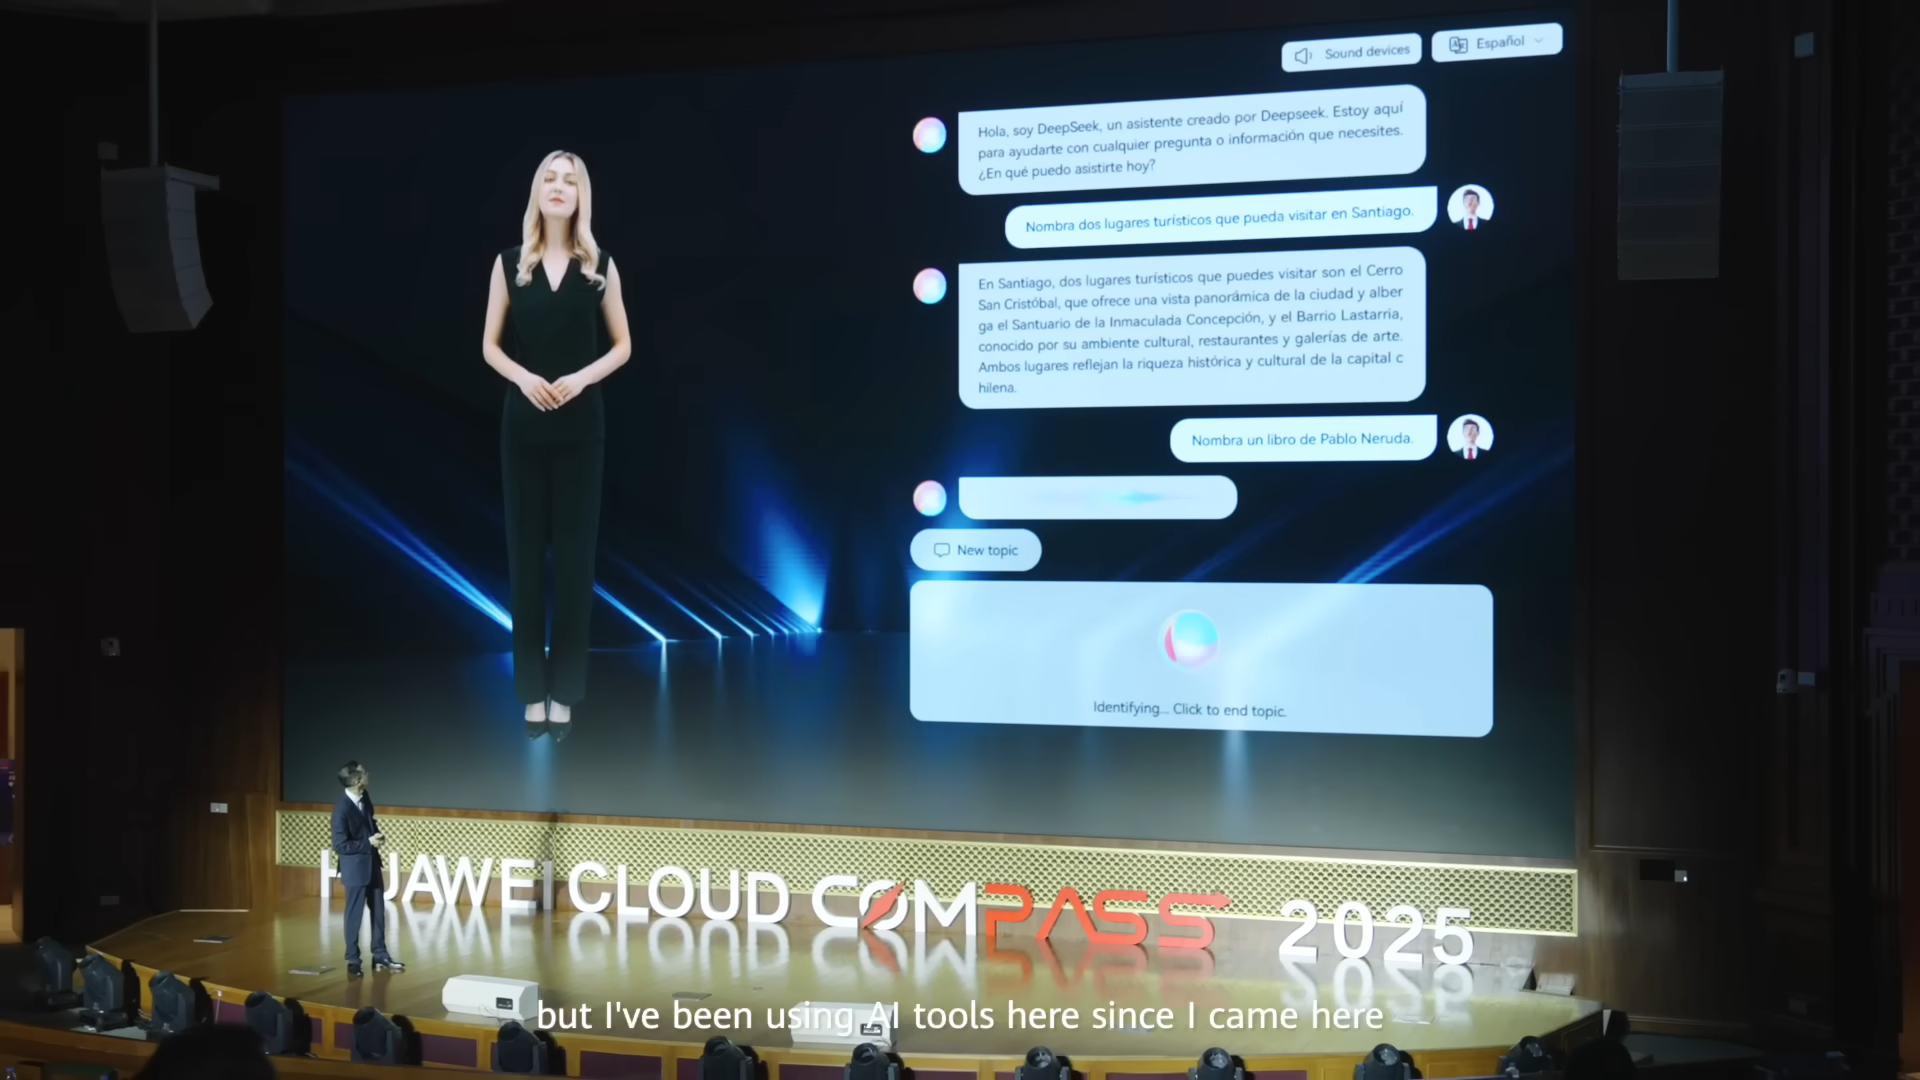 Sound devices
Español
Hola, soy DeepSeek, un asistente creado por Deepseek. Estoy aquí
para ayudarte con cualquier pregunta o información que necesites.
¿En qué puedo asistirte hoy?
Nombra dos lugares turísticos que pueda visitar en Santiago.
En Santiago, dos lugares turísticos que puedes visitar son el Cerro
San Cristóbal, que ofrece una vista panorámica de la ciudad y alber
ga el Santuario de la Inmaculada Concepción, y el Barrio Lastarria,
conocido por su ambiente cultural, restaurantes y galerías de arte.
Ambos lugares reflejan la riqueza histórica y cultural de la capital c
hilena.
Nombra un libro de Pablo Neruda.
New topic
Identifying... Click to end topic.
HUAWEI CLOUD COMPASS 2025
but I've been using AI tools here since I came here